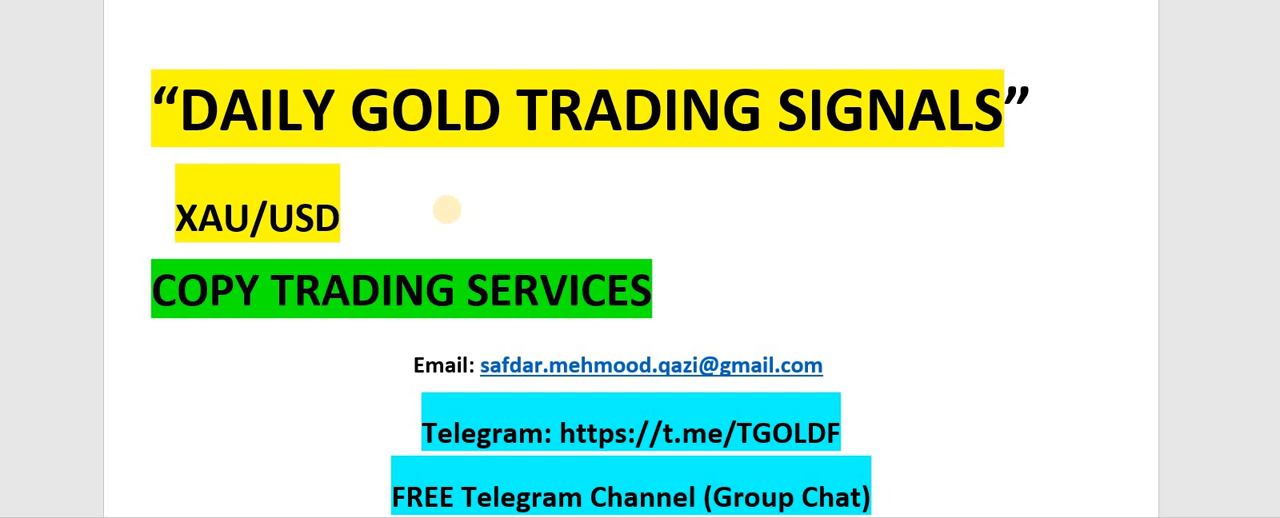 “DAILY GOLD TRADING SIGNALS”
XAU/USD
COPY TRADING SERVICES
Email: safdar.mehmood.qazi@gmail.com
Telegram: https://t.me/TGOLDF
FREE Telegram Channel (Group Chat)